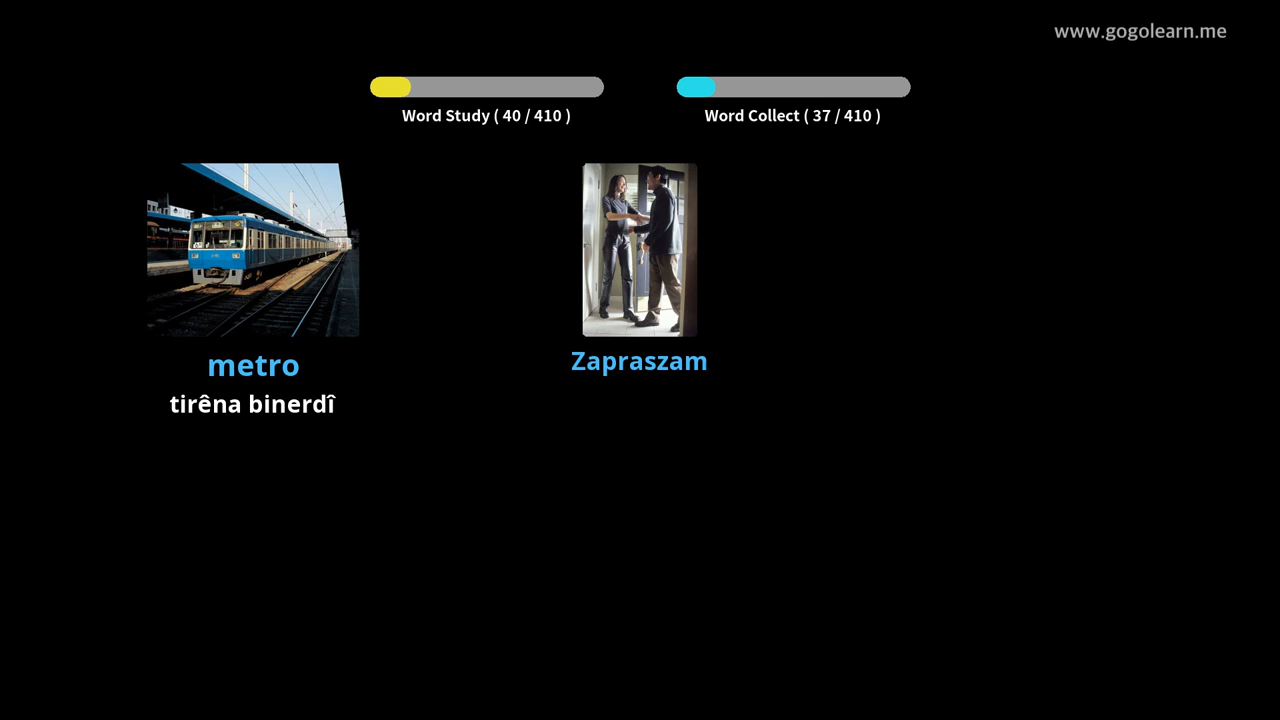 www.gogolearn.me
Word Study ( 40 / 410 )
Word Collect ( 37 / 410 )
metro
tirêna binerdî
Zapraszam